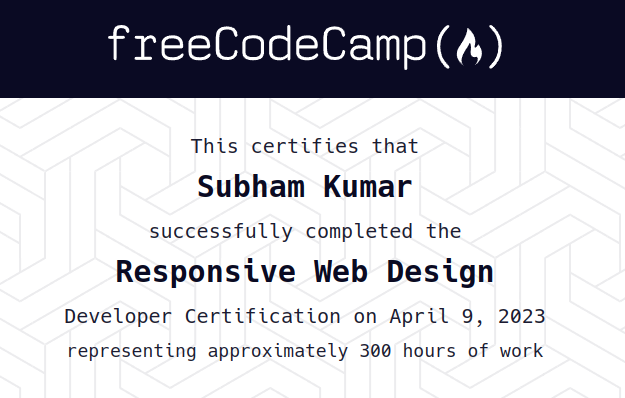 freeCodeCamp
This certifies that
Subham Kumar
successfully completed the
Responsive Web Design
Developer Certification on April 9, 2023
representing approximately 300 hours of work